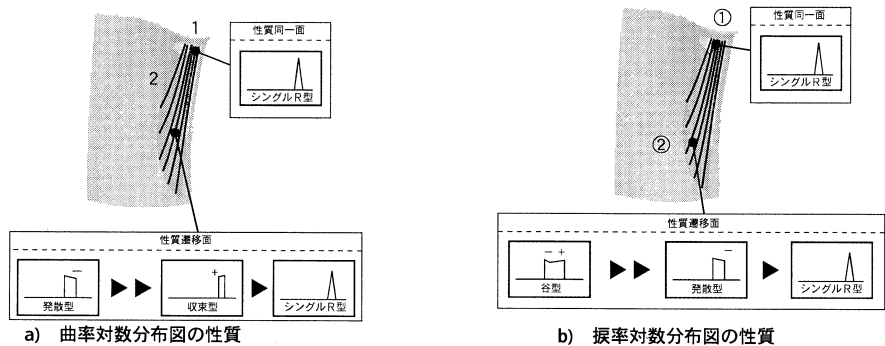 1
性質同一面
シングルR型
2
性質遷移面
−
発散型
+
収束型
シングルR型
a) 曲率対数分布図の性質
①
性質同一面
シングルR型
②
性質遷移面
− +
谷型
−
発散型
シングルR型
b) 捩率対数分布図の性質